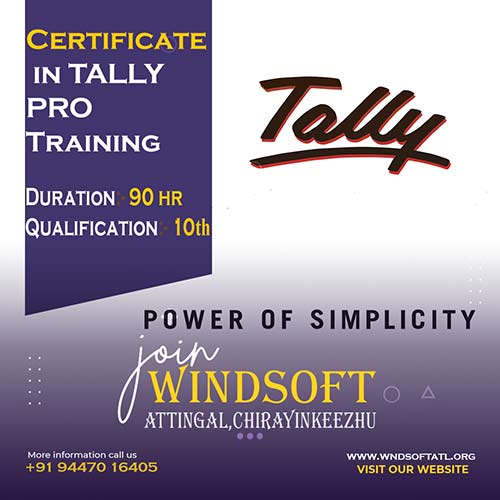 CERTIFICATE
IN TALLY
PRO
TRAINING
DURATION - 90 HR
QUALIFICATION - 10th
Tally
POWER OF SIMPLICITY
join
WINDSOFT
ATTINGAL,CHIRAYINKEEZHU
More information call us
+91 94470 16405
WWW.WNDSOFTATL.ORG
VISIT OUR WEBSITE